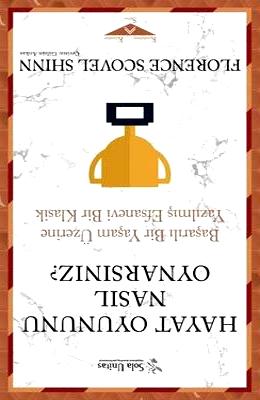 Sola Unitas
HAYAT OYUNUNU
NASIL
OYNARSINIZ?
Başarılı Bir Yaşam Üzerine
Yazılmış Efsanevi Bir Klasik
FLORENCE SCOVEL SHINN